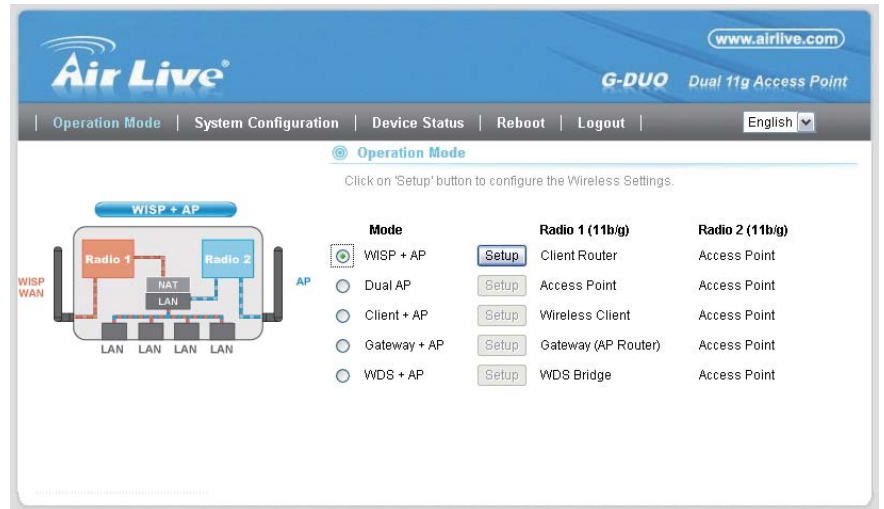 www.airlive.com
Air Live®
G-DUO Dual 11g Access Point
| Operation Mode | System Configuration | Device Status | Reboot | Logout | English
Operation Mode
Click on 'Setup' button to configure the Wireless Settings.
WISP + AP
Radio 1
Radio 2
WISP WAN
NAT
LAN
AP
LAN LAN LAN LAN
Mode Radio 1 (11b/g) Radio 2 (11b/g)
WISP + AP Setup Client Router Access Point
Dual AP Setup Access Point Access Point
Client + AP Setup Wireless Client Access Point
Gateway + AP Setup Gateway (AP Router) Access Point
WDS + AP Setup WDS Bridge Access Point